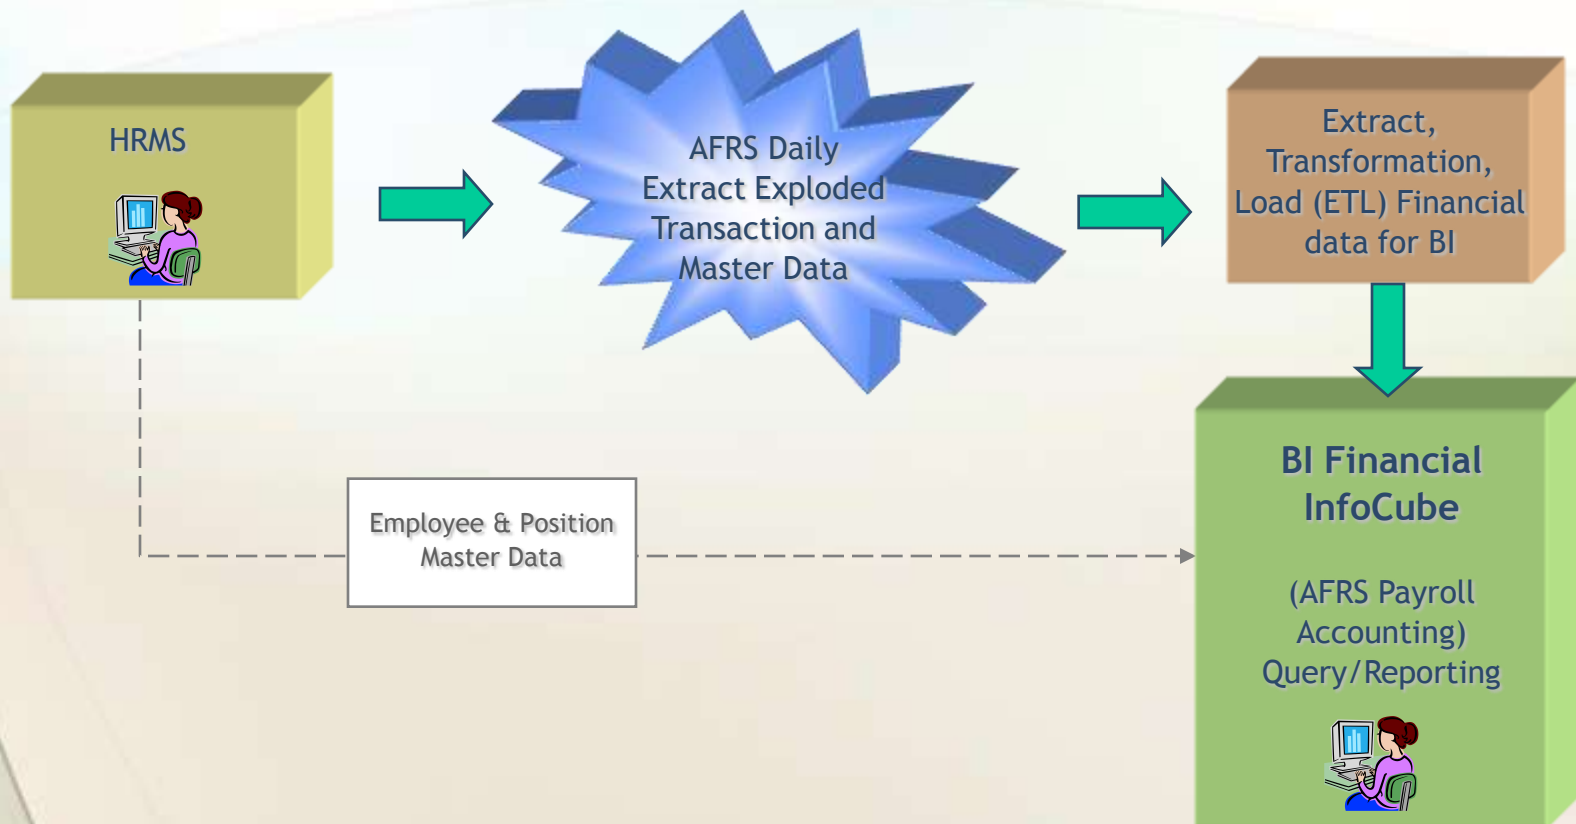 HRMS
AFRS Daily
Extract Exploded
Transaction and
Master Data
Extract,
Transformation,
Load (ETL) Financial
data for BI
Employee & Position
Master Data
BI Financial
InfoCube
(AFRS Payroll
Accounting)
Query/Reporting